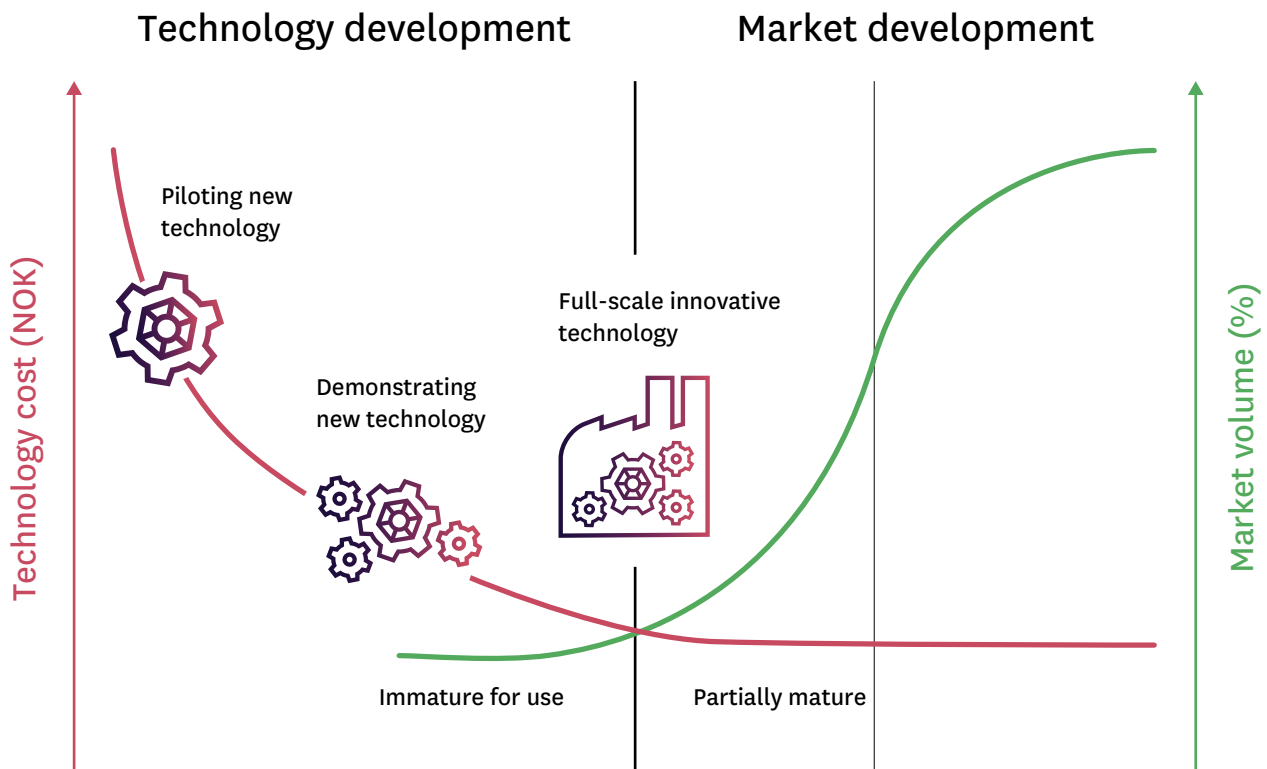 Technology development
Market development
Piloting new
technology
Full-scale innovative
technology
Demonstrating
new technology
Technology cost (NOK)
Market volume (%)
Immature for use
Partially mature